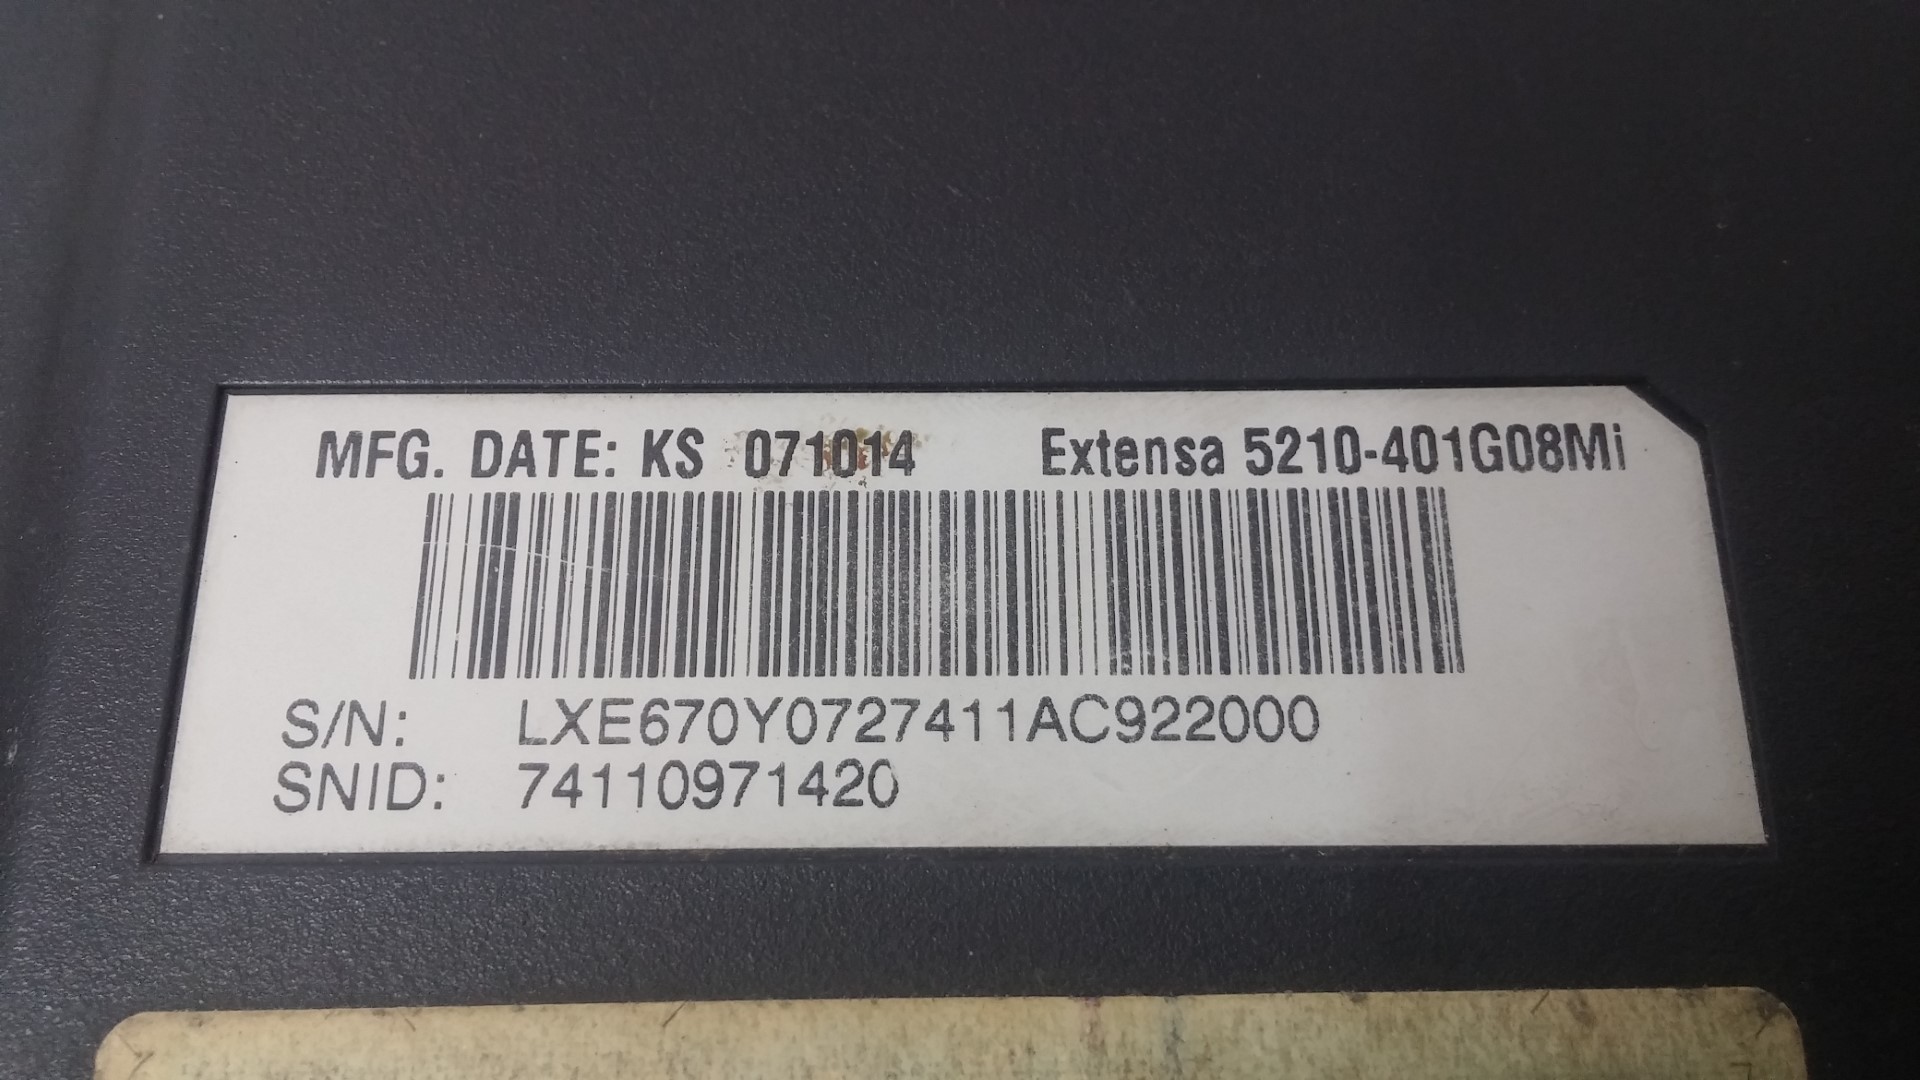 MFG. DATE: KS 071014 Extensa 5210-401G08Mi
S/N: LXE670Y0727411AC922000
SNID: 74110971420